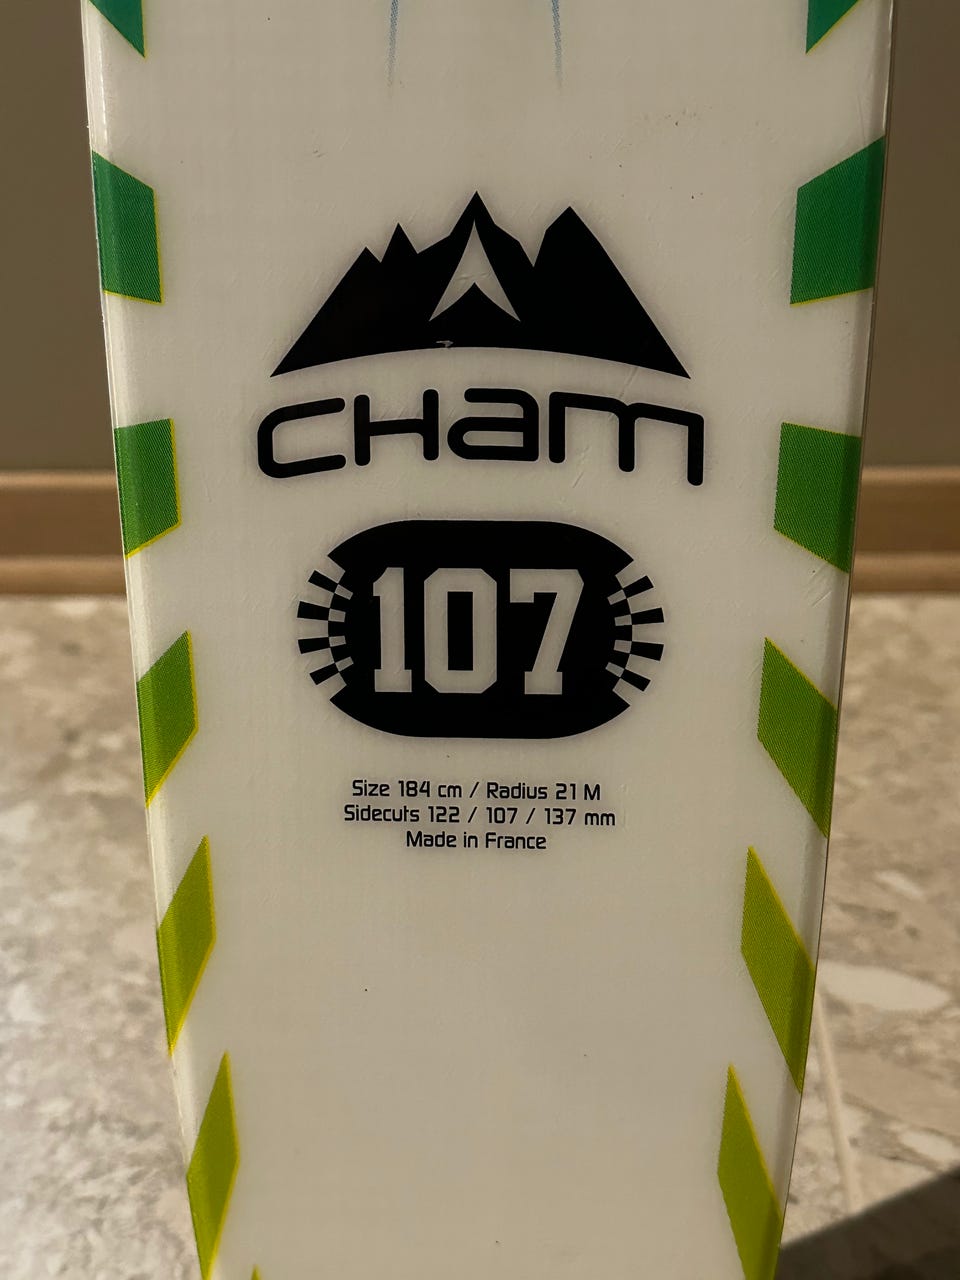 CHam
107
Size 184 cm / Radius 21 M
Sidecuts 122 / 107 / 137 mm
Made in France